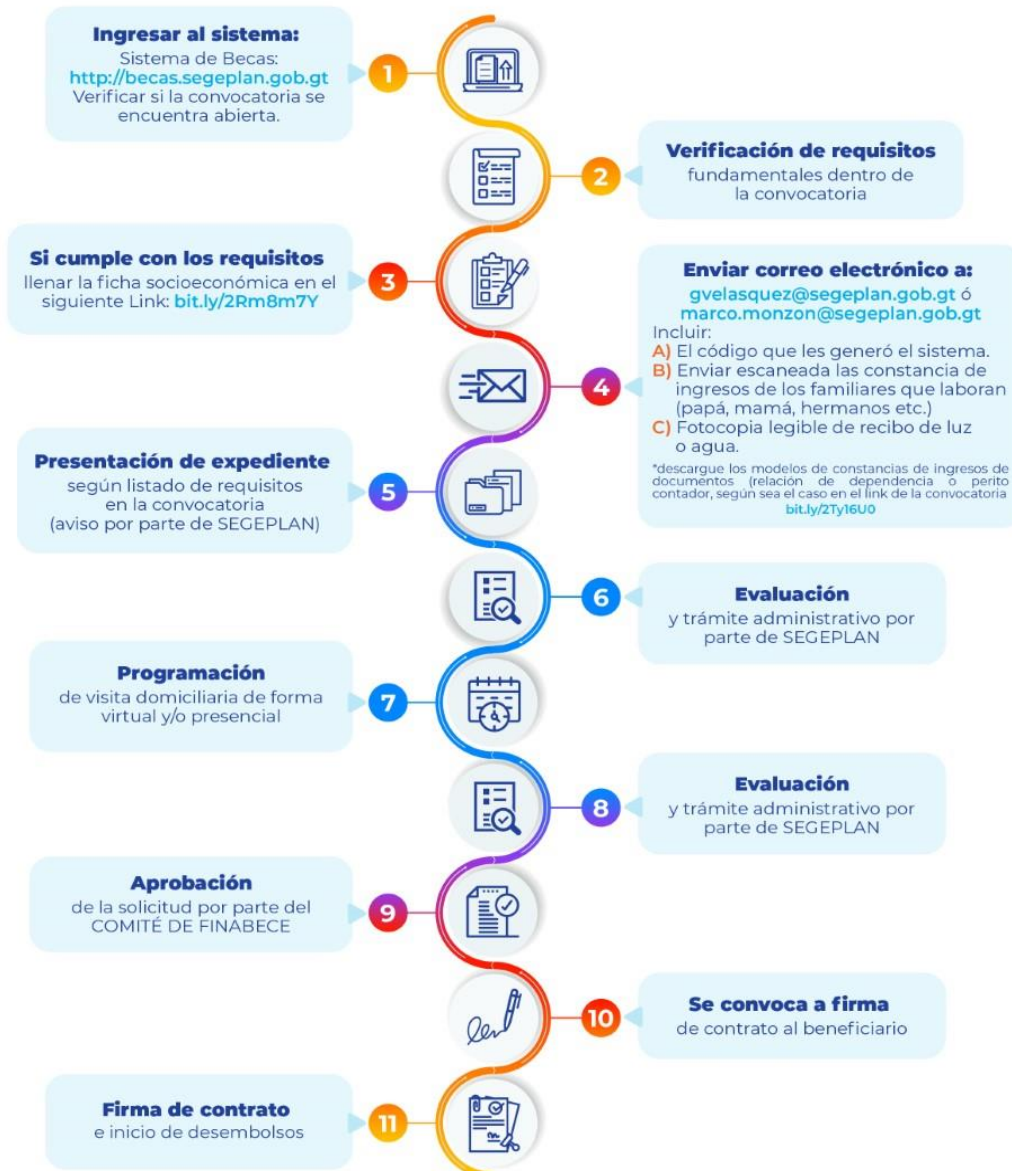 Ingresar al sistema:
Sistema de Becas:
http://becas.segeplan.gob.gt
Verificar si la convocatoria se
encuentra abierta.
1
2
Verificación de requisitos
fundamentales dentro de
la convocatoria
Si cumple con los requisitos
llenar la ficha socioeconómica en el
siguiente Link: bit.ly/2Rm8m7Y
3
4
Enviar correo electrónico a:
gvelasquez@segeplan.gob.gt ó
marco.monzon@segeplan.gob.gt
Incluir:
A) El código que les generó el sistema.
B) Enviar escaneada las constancia de
ingresos de los familiares que laboran
(papá, mamá, hermanos etc.)
C) Fotocopia legible de recibo de luz
o agua.
*descargue los modelos de constancias de ingresos de
documentos (relación de dependencia o perito
contador, según sea el caso en el link de la convocatoria
bit.ly/2Ty16U0
Presentación de expediente
según listado de requisitos
en la convocatoria
(aviso por parte de SEGEPLAN)
5
6
Evaluación
y trámite administrativo por
parte de SEGEPLAN
Programación
de visita domiciliaria de forma
virtual y/o presencial
7
8
Evaluación
y trámite administrativo por
parte de SEGEPLAN
Aprobación
de la solicitud por parte del
COMITÉ DE FINABECE
9
10
Se convoca a firma
de contrato al beneficiario
Firma de contrato
e inicio de desembolsos
11